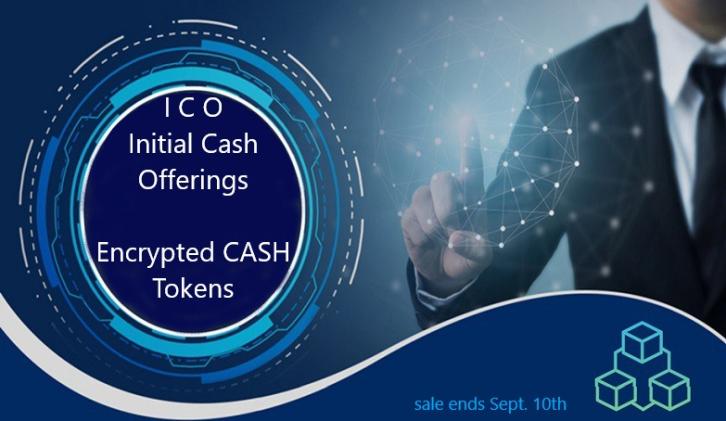 I C O
Initial Cash
Offerings
Encrypted CASH
Tokens
sale ends Sept. 10th